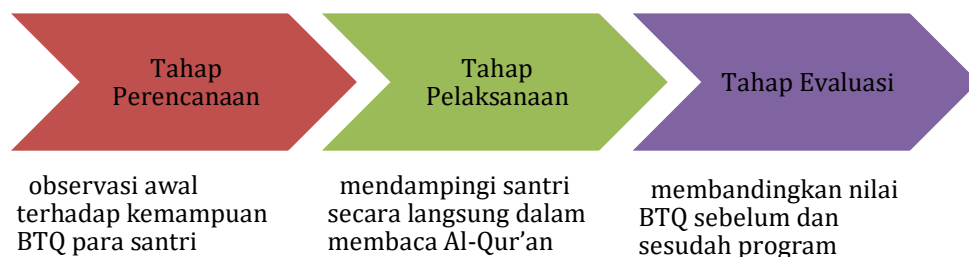 Tahap
Perencanaan
observasi awal
terhadap kemampuan
BTQ para santri
Tahap
Pelaksanaan
mendampingi santri
secara langsung dalam
membaca Al-Qur’an
Tahap Evaluasi
membandingkan nilai
BTQ sebelum dan
sesudah program